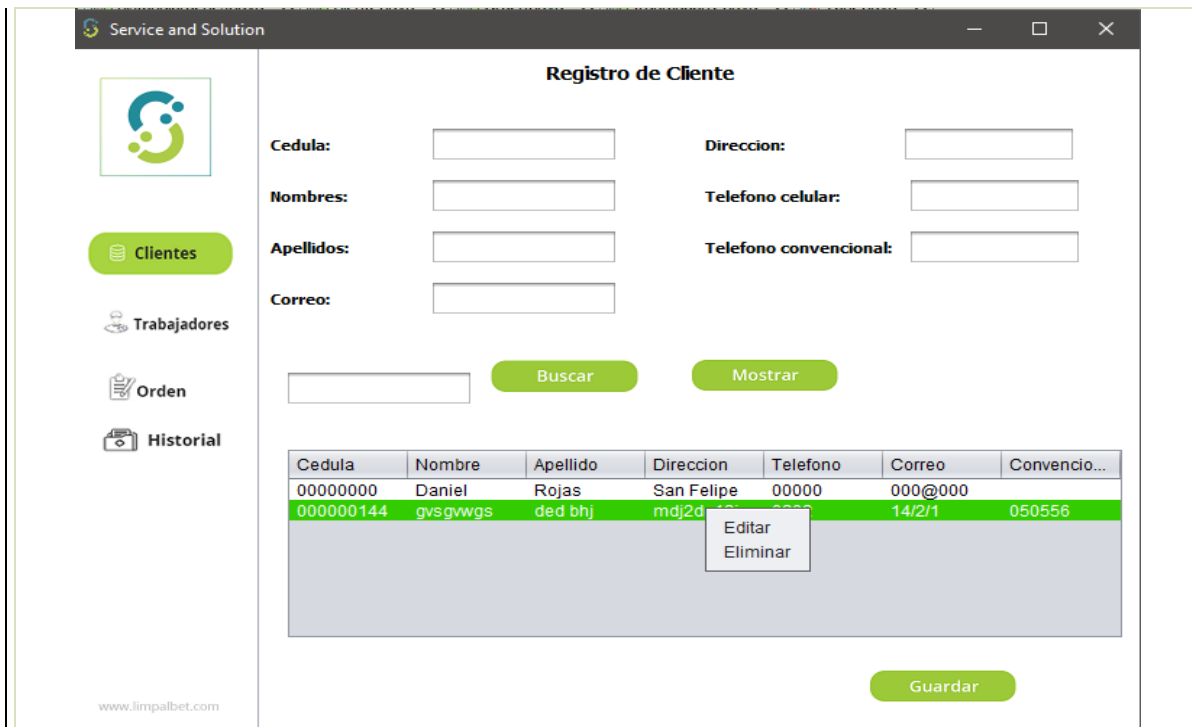 Service and Solution
Registro de Cliente
Cedula:
Direccion:
Nombres:
Telefono celular:
Clientes
Apellidos:
Telefono convencional:
Correo:
Trabajadores
Buscar
Mostrar
Orden
Historial
Cedula Nombre Apellido Direccion Telefono Correo Convencio...
00000000 Daniel Rojas San Felipe 00000 000@000
000000144 gvsgvwgs ded bhj 14/2/1 050556
Editar
Eliminar
Guardar
www.limpalbet.com